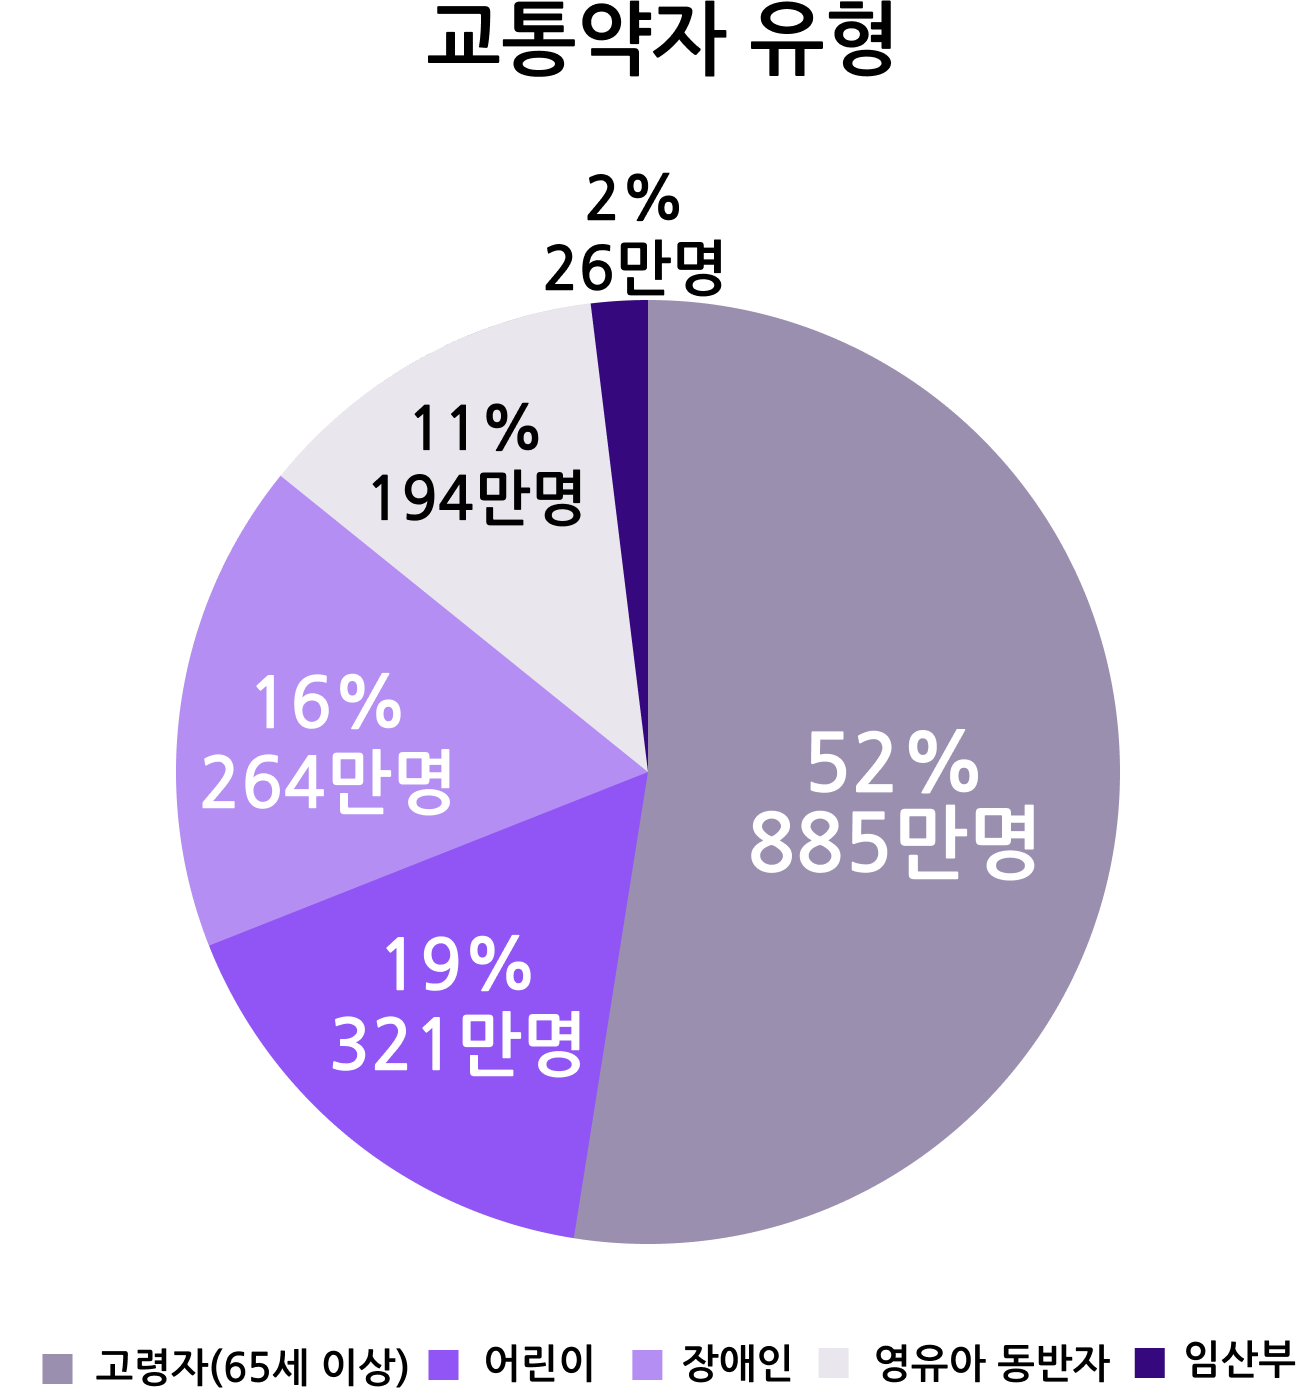 교통약자 유형
2%
26만명
11%
194만명
16%
264만명
52%
885만명
19%
321만명
고령자(65세 이상) 어린이 장애인 영유아 동반자 임산부